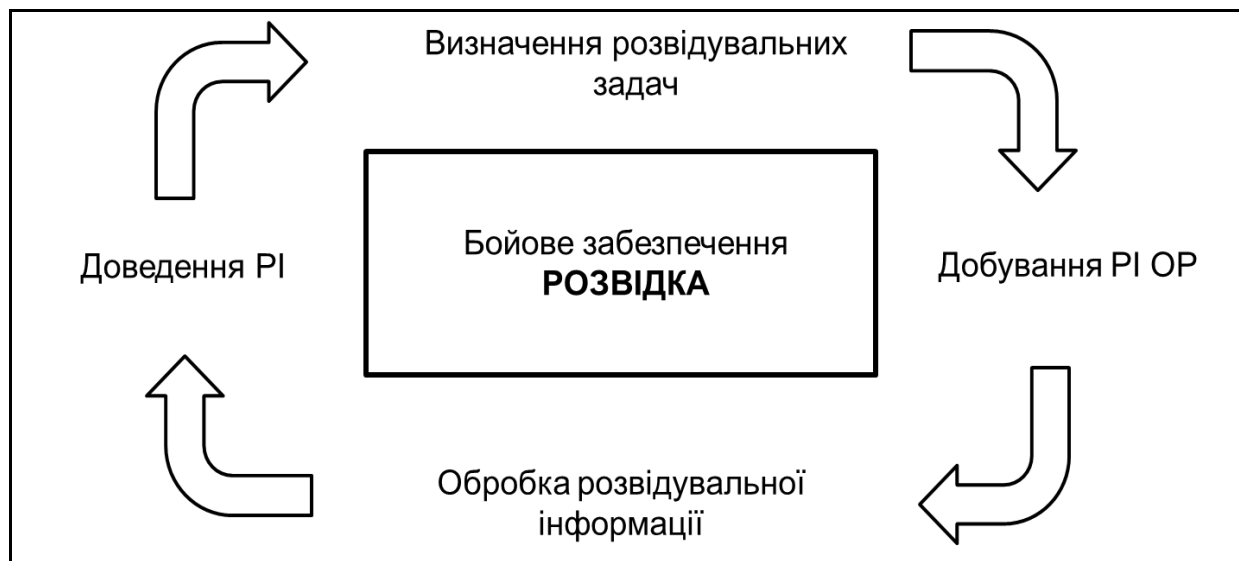 Визначення розвідувальних
задач
Бойове забезпечення
РОЗВІДКА
Доведення РІ
Добування РІ ОР
Обробка розвідувальної
інформації